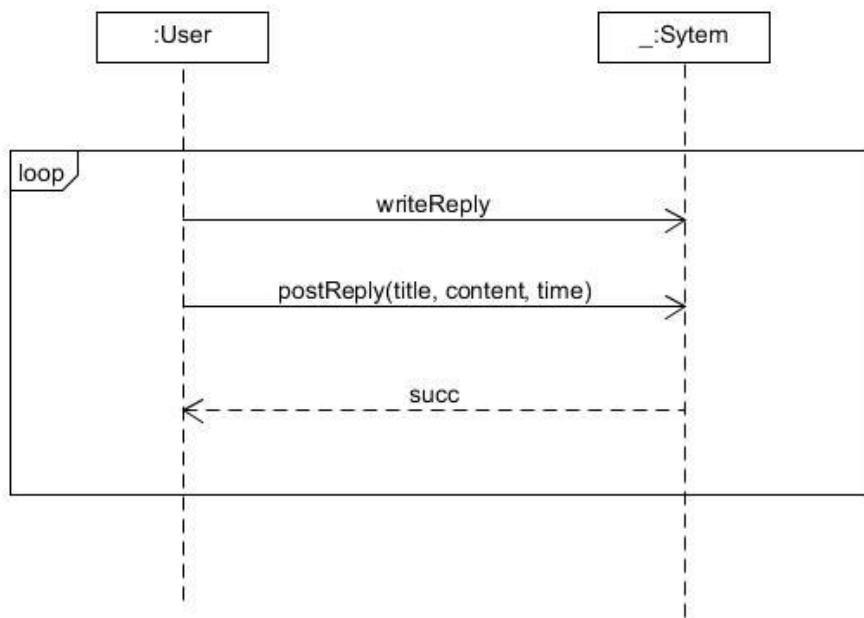 :User
_:Sytem
loop
writeReply
postReply(title, content, time)
succ